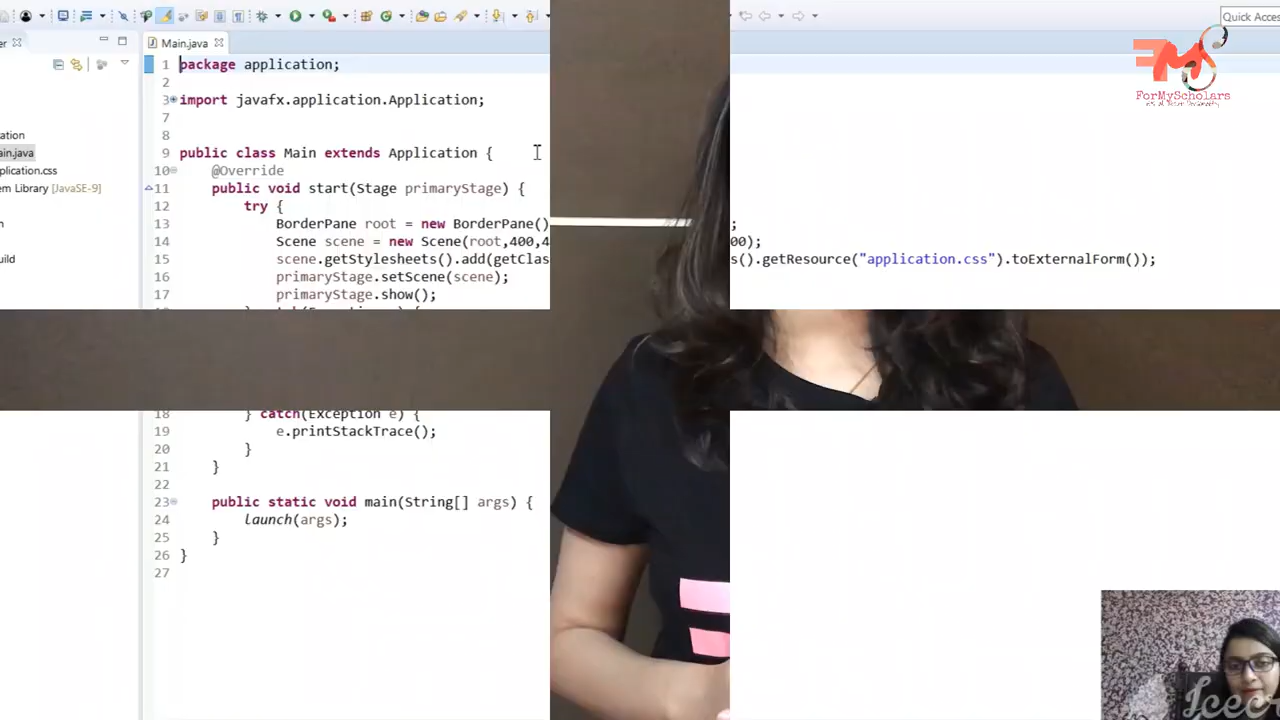 Quick Acces
er
Main.java
1 package application;
2
3 import javafx.application.Application;
7
8
9 public class Main extends Application {
10 @Override
11 public void start(Stage primaryStage) {
12 try {
13 BorderPane root = new BorderPane() ;
14 Scene scene = new Scene(root,400,4 00);
15 scene.getStylesheets().add(getClas s().getResource("application.css").toExternalForm());
16 primaryStage.setScene(scene);
17 primaryStage.show();
18 } catch(Exception e) {
19 e.printStackTrace();
20 }
21 }
22
23 public static void main(String[] args) {
24 launch(args);
25 }
26 }
27
ation
ain.java
plication.css
em Library [JavaSE-9]
n
uild
FMS
ForMyScholars
Icecr